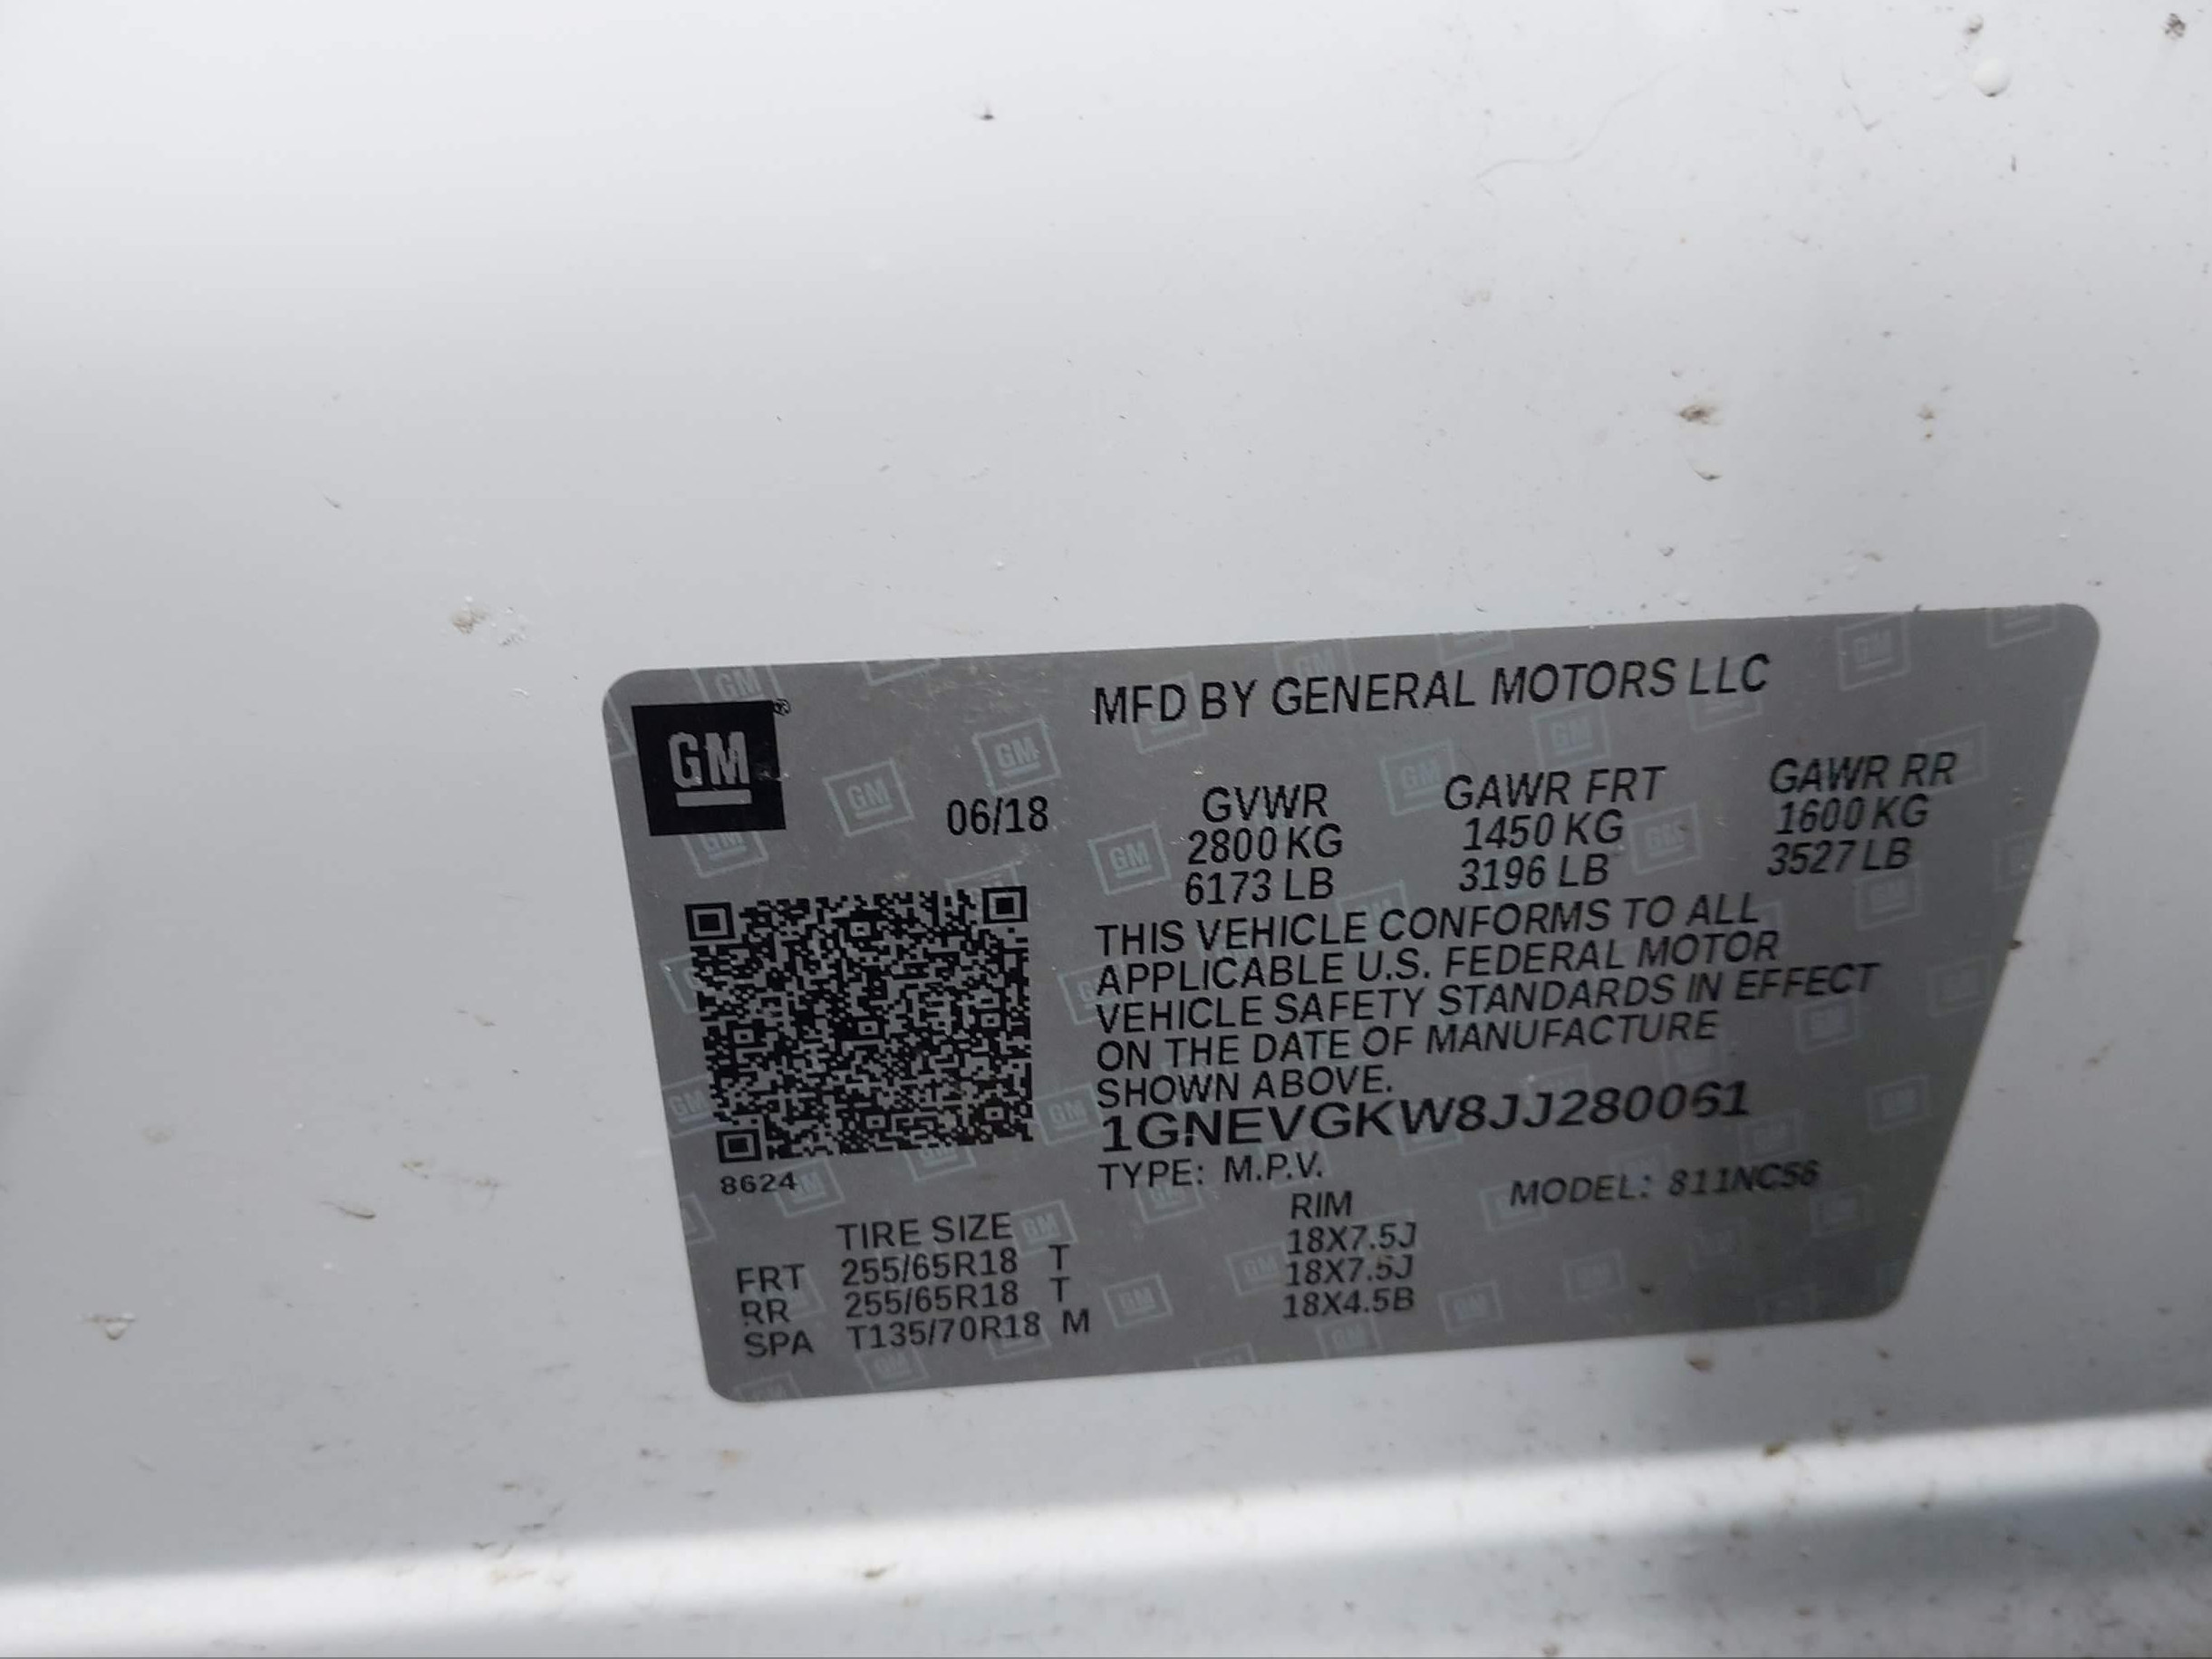 GM
MFD BY GENERAL MOTORS LLC
06/18
GVWR GAWR FRT GAWR RR
2800 KG 1450 KG 1600 KG
6173 LB 3196 LB 3527 LB
THIS VEHICLE CONFORMS TO ALL
APPLICABLE U.S. FEDERAL MOTOR
VEHICLE SAFETY STANDARDS IN EFFECT
ON THE DATE OF MANUFACTURE
SHOWN ABOVE.
1GNEVGKW8JJ280061
8624
TYPE: M.P.V. MODEL: 811NC56
TIRE SIZE RIM
FRT 255/65R18 T 18X7.5J
RR 255/65R18 T 18X7.5J
SPA T135/70R18 M 18X4.5B